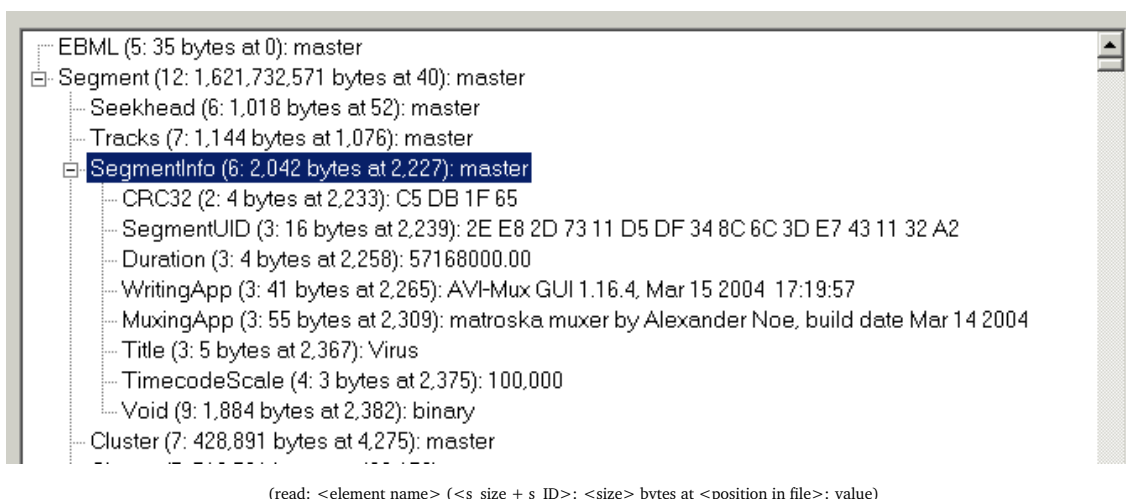 EBML (5: 35 bytes at 0): master
Segment (12: 1,621,732,571 bytes at 40): master
Seekhead (6: 1,018 bytes at 52): master
Tracks (7: 1,144 bytes at 1,076): master
SegmentInfo (6: 2,042 bytes at 2,227): master
CRC32 (2: 4 bytes at 2,233): C5 DB 1F 65
SegmentUID (3: 16 bytes at 2,239): 2E E8 2D 73 11 D5 DF 34 8C 6C 3D E7 43 11 32 A2
Duration (3: 4 bytes at 2,258): 57168000.00
WritingApp (3: 41 bytes at 2,265): AVI-Mux GUI 1.16.4, Mar 15 2004  17:19:57
MuxingApp (3: 55 bytes at 2,309): matroska muxer by Alexander Noe, build date Mar 14 2004
Title (3: 5 bytes at 2,367): Virus
TimecodeScale (4: 3 bytes at 2,375): 100,000
Void (9: 1,884 bytes at 2,382): binary
Cluster (7: 428,891 bytes at 4,275): master
(read: <element name> (<s_size + s_ID>: <size> bytes at <position in file>: value)